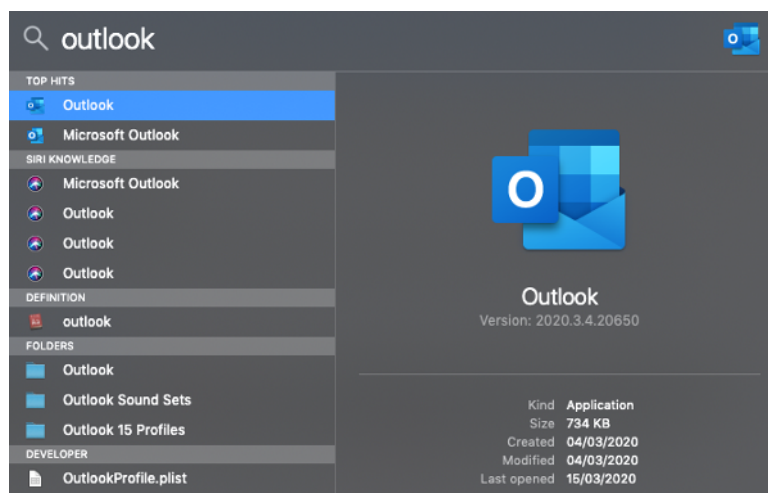 outlook
TOP HITS
Outlook
Microsoft Outlook
SIRI KNOWLEDGE
Microsoft Outlook
Outlook
Outlook
Outlook
DEFINITION
outlook
FOLDERS
Outlook
Outlook Sound Sets
Outlook 15 Profiles
DEVELOPER
OutlookProfile.plist
O
Outlook
Version: 2020.3.4.20650
Kind Application
Size 734 KB
Created 04/03/2020
Modified 04/03/2020
Last opened 15/03/2020